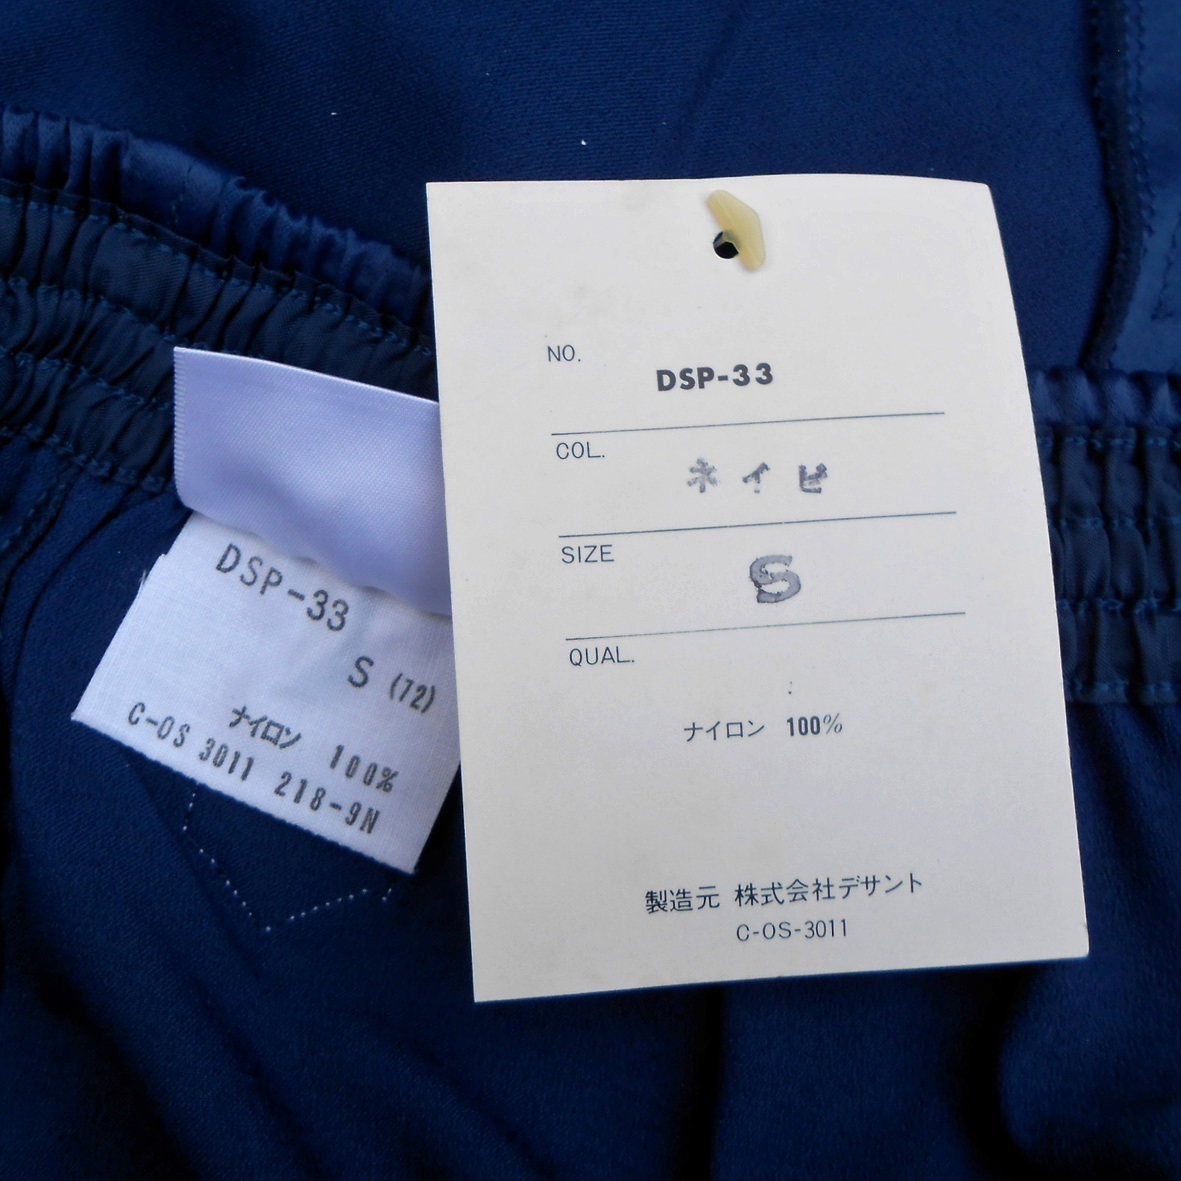 NO.
DSP-33
COL.
ネイビ
SIZE
S
QUAL.
:
ナイロン 100%
製造元 株式会社デサント
C-OS-3011
DSP-33
S (72)
ナイロン 100%
C-OS 3011 218-9N